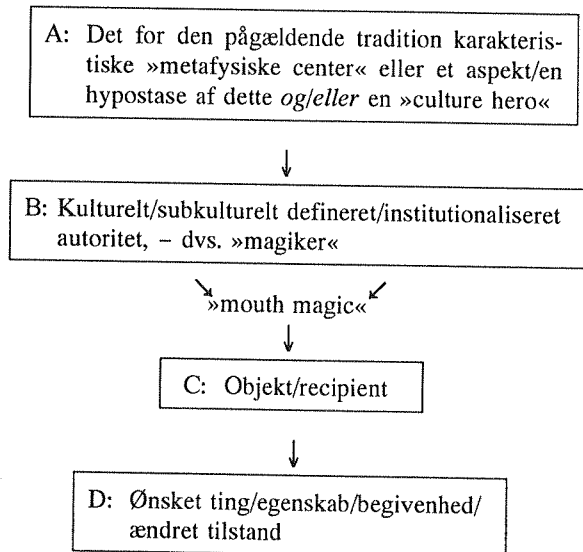 A: Det for den pågældende tradition karakteris-
tiske »metafysiske center« eller et aspekt/en
hypostase af dette og/eller en »culture hero«
B: Kulturelt/subkulturelt defineret/institutionaliseret
autoritet, – dvs. »magiker«
»mouth magic«
C: Objekt/recipient
D: Ønsket ting/egenskab/begivenhed/
ændret tilstand